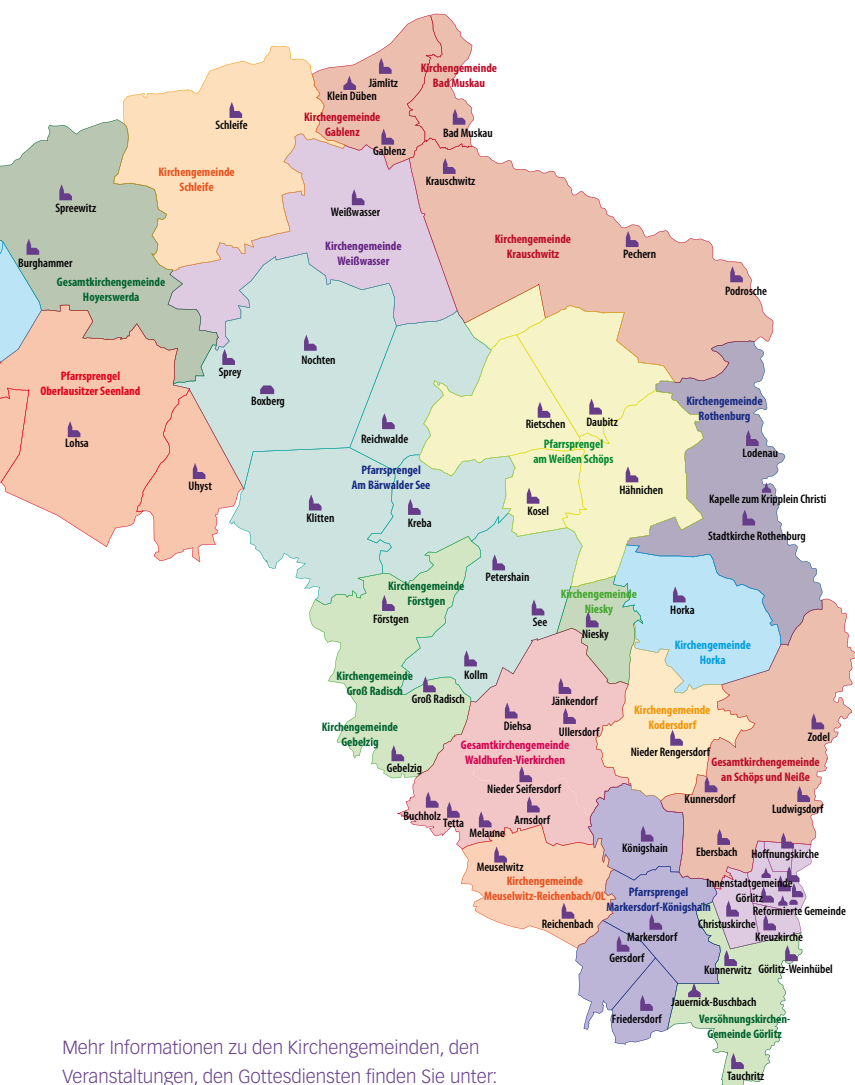 Kirchengemeinde
Bad Muskau
Jämlitz
Klein Düben
Kirchengemeinde
Gablenz
Gablenz
Bad Muskau
Schleife
Kirchengemeinde
Schleife
Krauschwitz
Spreewitz
Weißwasser
Kirchengemeinde
Weißwasser
Kirchengemeinde
Krauschwitz
Pechern
Podrosche
Burghammer
Gesamtkirchengemeinde
Hoyerswerda
Sprey
Nochten
Boxberg
Pfarrsprengel
Oberlausitzer Seenland
Lohsa
Uhyst
Reichwalde
Rietschen
Daubitz
Pfarrsprengel
am Weißen Schöps
Kirchengemeinde
Rothenburg
Lodenau
Pfarrsprengel
Am Bärwalder See
Klitten
Kreba
Kosel
Hähnichen
Kapelle zum Kripplein Christi
Stadtkirche Rothenburg
Petershain
Kirchengemeinde
Förstgen
Förstgen
See
Kirchengemeinde
Niesky
Niesky
Horka
Kirchengemeinde
Horka
Kollm
Kirchengemeinde
Groß Radisch
Groß Radisch
Kirchengemeinde
Gebelzig
Gebelzig
Jänkendorf
Diehsa
Ullersdorf
Gesamtkirchengemeinde
Waldhufen-Vierkirchen
Kirchengemeinde
Kodersdorf
Nieder Rengersdorf
Zodel
Gesamtkirchengemeinde
an Schöps und Neiße
Nieder Seifersdorf
Kunnersdorf
Ludwigsdorf
Buchholz
Tetta
Melaune
Arnsdorf
Königshain
Ebersbach
Hoffnungskirche
Meuselwitz
Kirchengemeinde
Meuselwitz-Reichenbach/OL
Reichenbach
Pfarrsprengel
Markersdorf-Königshain
Markersdorf
Innenstadtgemeinde
Görlitz
Reformierte Gemeinde
Christuskirche
Kreuzkirche
Gersdorf
Kunnerwitz
Görlitz-Weinhübel
Jauernick-Buschbach
Friedersdorf
Versöhnungskirchen-
Gemeinde Görlitz
Tauchritz
Mehr Informationen zu den Kirchengemeinden, den
Veranstaltungen, den Gottesdiensten finden Sie unter: